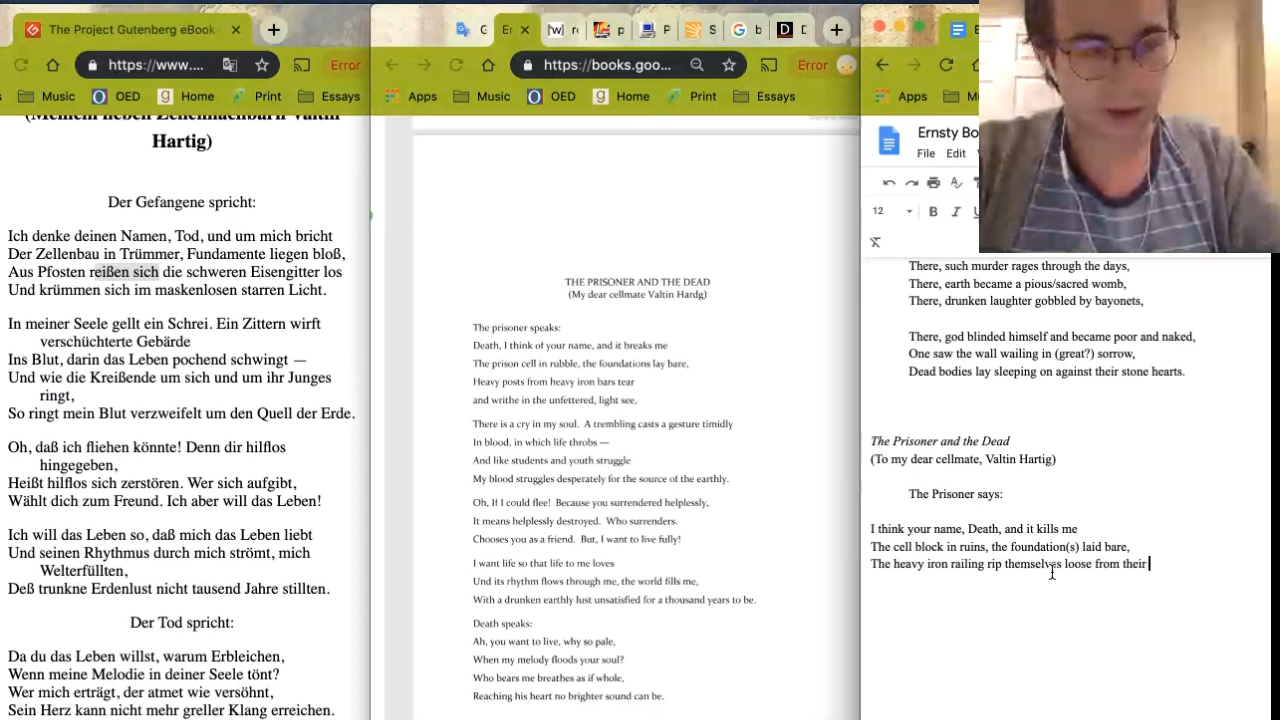 The Project Gutenberg eBook
https://www....
Error
Music
OED
Home
Print
Essays
(Meinem lieben Zellennachbarn Valtin
Hartig)
Der Gefangene spricht:
Ich denke deinen Namen, Tod, und um mich bricht
Der Zellenbau in Trümmer, Fundamente liegen bloß,
Aus Pfosten reißen sich die schweren Eisengitter los
Und krümmen sich im maskenlosen starren Licht.
In meiner Seele gellt ein Schrei. Ein Zittern wirft
verschüchterte Gebärde
Ins Blut, darin das Leben pochend schwingt —
Und wie die Kreißende um sich und um ihr Junges
ringt,
So ringt mein Blut verzweifelt um den Quell der Erde.
Oh, daß ich fliehen könnte! Denn dir hilflos
hingegeben,
Heißt hilflos sich zerstören. Wer sich aufgibt,
Wählt dich zum Freund. Ich aber will das Leben!
Ich will das Leben so, daß mich das Leben liebt
Und seinen Rhythmus durch mich strömt, mich
Welterfüllten,
Deß trunkne Erdenlust nicht tausend Jahre stillten.
Der Tod spricht:
Da du das Leben willst, warum Erbleichen,
Wenn meine Melodie in deiner Seele tönt?
Wer mich erträgt, der atmet wie versöhnt,
Sein Herz kann nicht mehr greller Klang erreichen.
https://books.goo...
Error
Apps
Music
OED
Home
Print
Essays
THE PRISONER AND THE DEAD
(My dear cellmate Valtin Hardg)
The prisoner speaks:
Death, I think of your name, and it breaks me
The prison cell in rubble, the foundations lay bare,
Heavy posts from heavy iron bars tear
and writhe in the unfettered, light see,
There is a cry in my soul. A trembling casts a gesture timidly
In blood, in which life throbs —
And like students and youth struggle
My blood struggles desperately for the source of the earthly.
Oh, If I could flee! Because you surrendered helplessly,
It means helplessly destroyed. Who surrenders.
Chooses you as a friend. But, I want to live fully!
I want life so that life to me loves
Und its rhythm flows through me, the world fills me,
With a drunken earthly lust unsatisfied for a thousand years to be.
Death speaks:
Ah, you want to live, why so pale,
When my melody floods your soul?
Who bears me breathes as if whole,
Reaching his heart no brighter sound can be.
Apps
Ernsty Bo
File Edit
12
B I U
There, such murder rages through the days,
There, earth became a pious/sacred womb,
There, drunken laughter gobbled by bayonets,
There, god blinded himself and became poor and naked,
One saw the wall wailing in (great?) sorrow,
Dead bodies lay sleeping on against their stone hearts.
The Prisoner and the Dead
(To my dear cellmate, Valtin Hartig)
The Prisoner says:
I think your name, Death, and it kills me
The cell block in ruins, the foundation(s) laid bare,
The heavy iron railing rip themselves loose from their